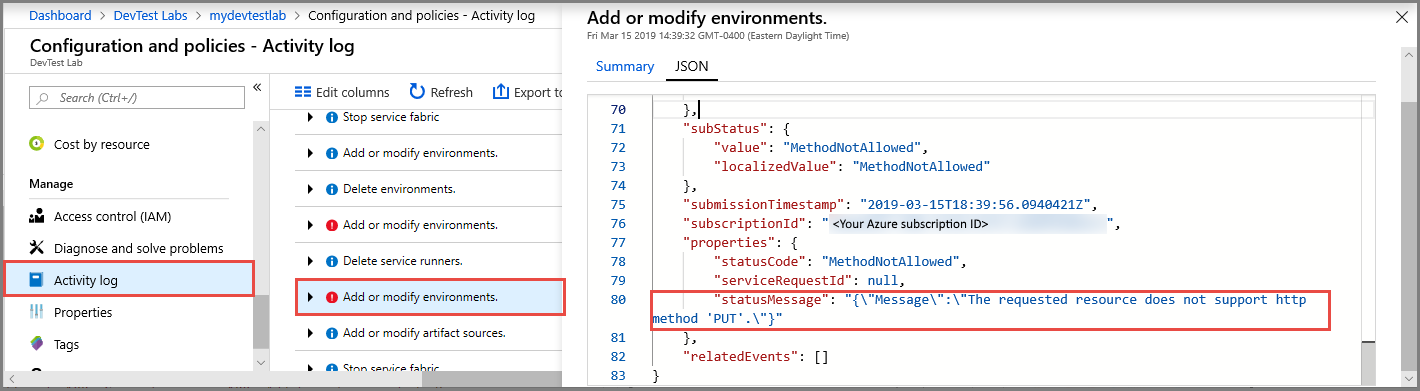 Dashboard > DevTest Labs > mydevtestlab > Configuration and policies - Activity log
Configuration and policies - Activity log
DevTest Lab
Search (Ctrl+/)
«
Cost by resource
Manage
Access control (IAM)
Diagnose and solve problems
Activity log
Properties
Tags
Edit columns Refresh Export to
Stop service fabric
Add or modify environments.
Delete environments.
Add or modify environments.
Delete service runners.
Add or modify environments.
Add or modify artifact sources.
Stop service fabric
Add or modify environments.
Fri Mar 15 2019 14:39:32 GMT-0400 (Eastern Daylight Time)
Summary JSON
70 },
71 "subStatus": {
72 "value": "MethodNotAllowed",
73 "localizedValue": "MethodNotAllowed"
74 },
75 "submissionTimestamp": "2019-03-15T18:39:56.0940421Z",
76 "subscriptionId": "<Your Azure subscription ID>",
77 "properties": {
78 "statusCode": "MethodNotAllowed",
79 "serviceRequestId": null,
80 "statusMessage": "{\"Message\":\"The requested resource does not support http
method 'PUT'.\"}"
81 },
82 "relatedEvents": []
83 }